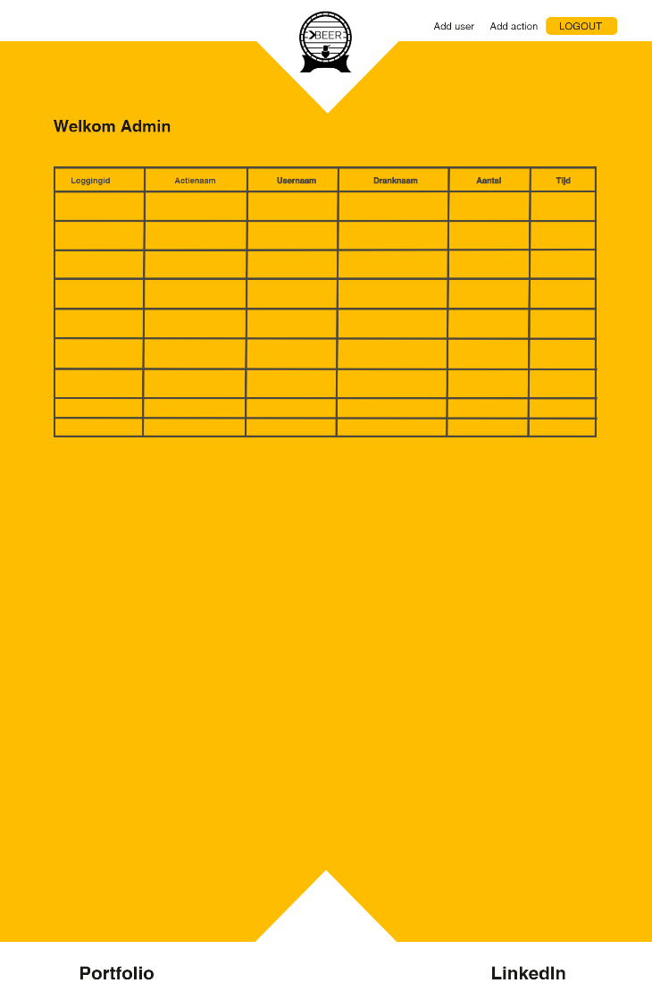 BEER
Add user Add action LOGOUT
Welkom Admin
Loggingid Actienaam Usernaam Dranknaam Aantal Tijd
Portfolio LinkedIn